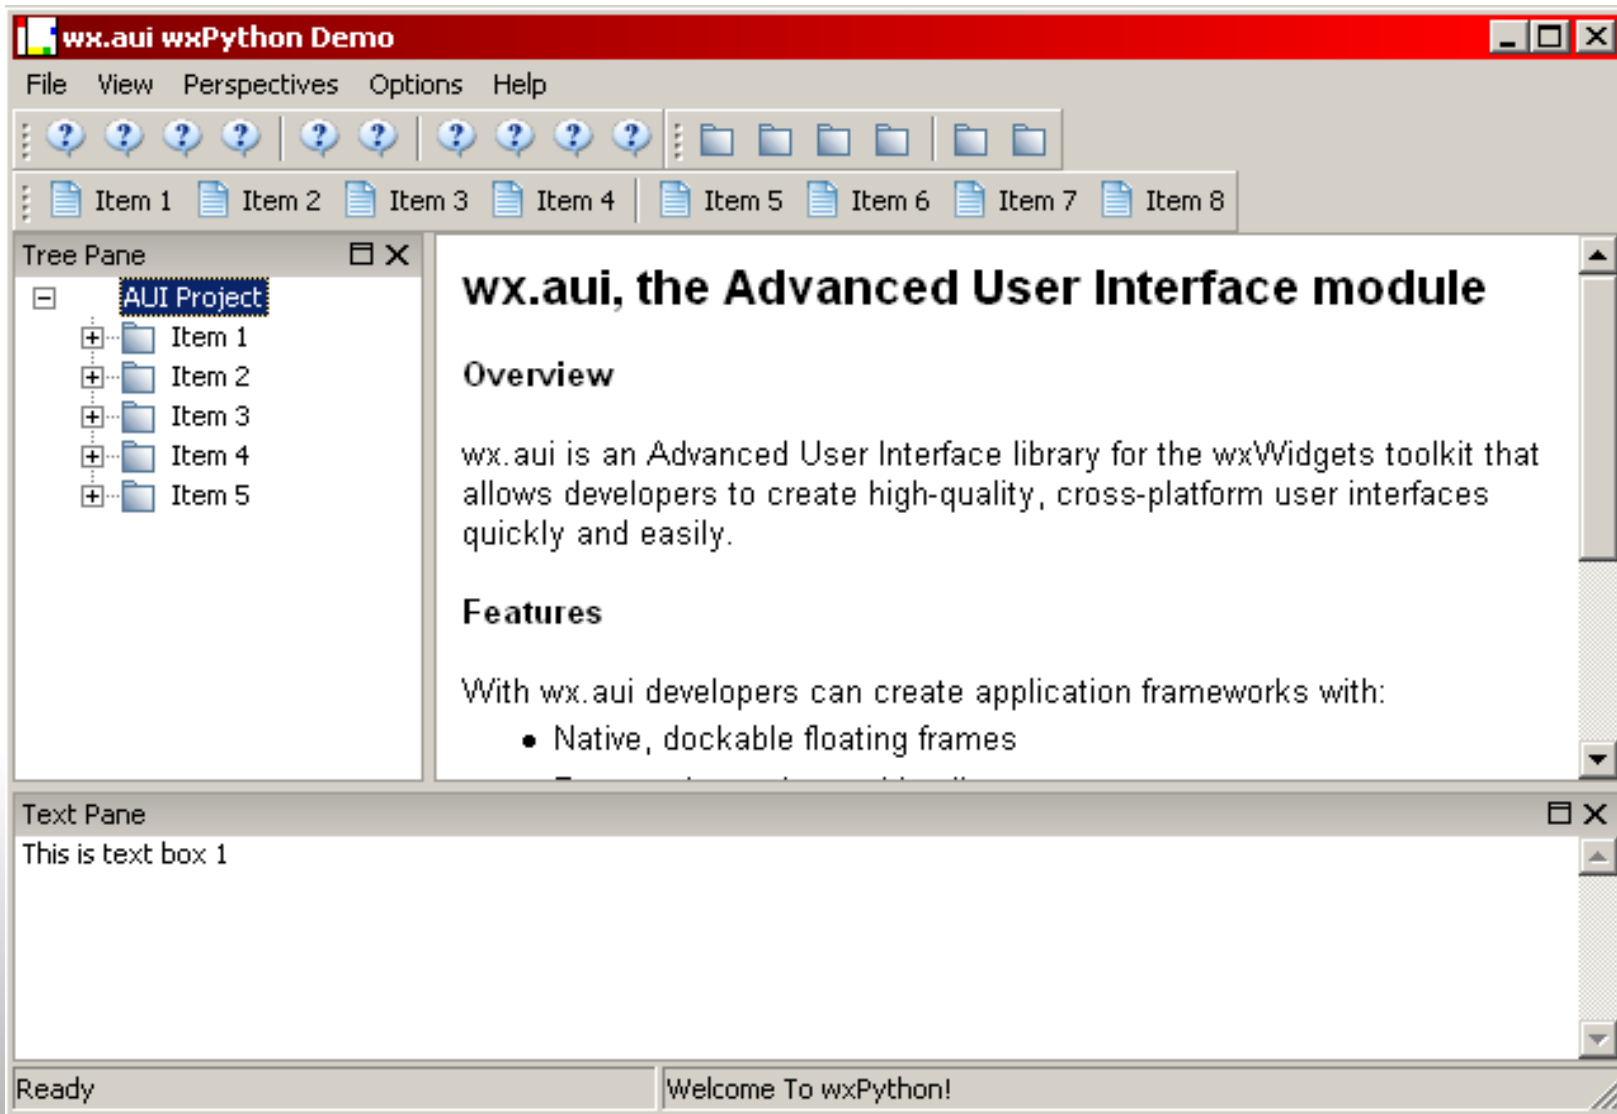 wx.aui wxPython Demo
File View Perspectives Options Help
Item 1 Item 2 Item 3 Item 4 Item 5 Item 6 Item 7 Item 8
Tree Pane
AUI Project
Item 1
Item 2
Item 3
Item 4
Item 5
wx.aui, the Advanced User Interface module
Overview
wx.aui is an Advanced User Interface library for the wxWidgets toolkit that
allows developers to create high-quality, cross-platform user interfaces
quickly and easily.
Features
With wx.aui developers can create application frameworks with:
• Native, dockable floating frames
Text Pane
This is text box 1
Ready
Welcome To wxPython!